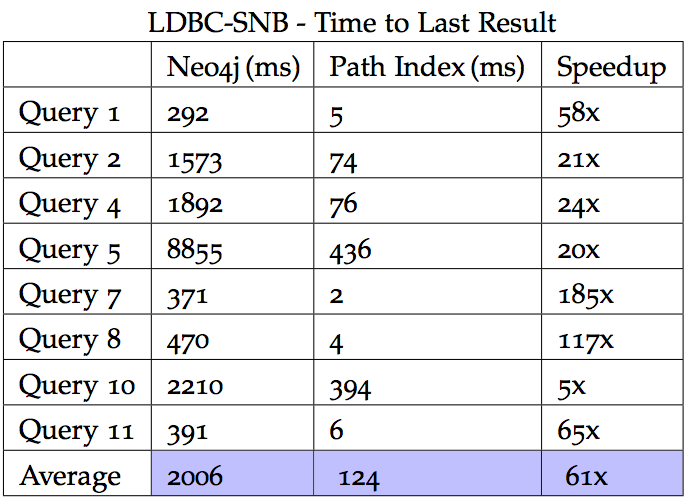 LDBC-SNB - Time to Last Result
Neo4j (ms) Path Index (ms) Speedup
Query 1 292 5 58x
Query 2 1573 74 21x
Query 4 1892 76 24x
Query 5 8855 436 20x
Query 7 371 2 185x
Query 8 470 4 117x
Query 10 2210 394 5x
Query 11 391 6 65x
Average 2006 124 61x